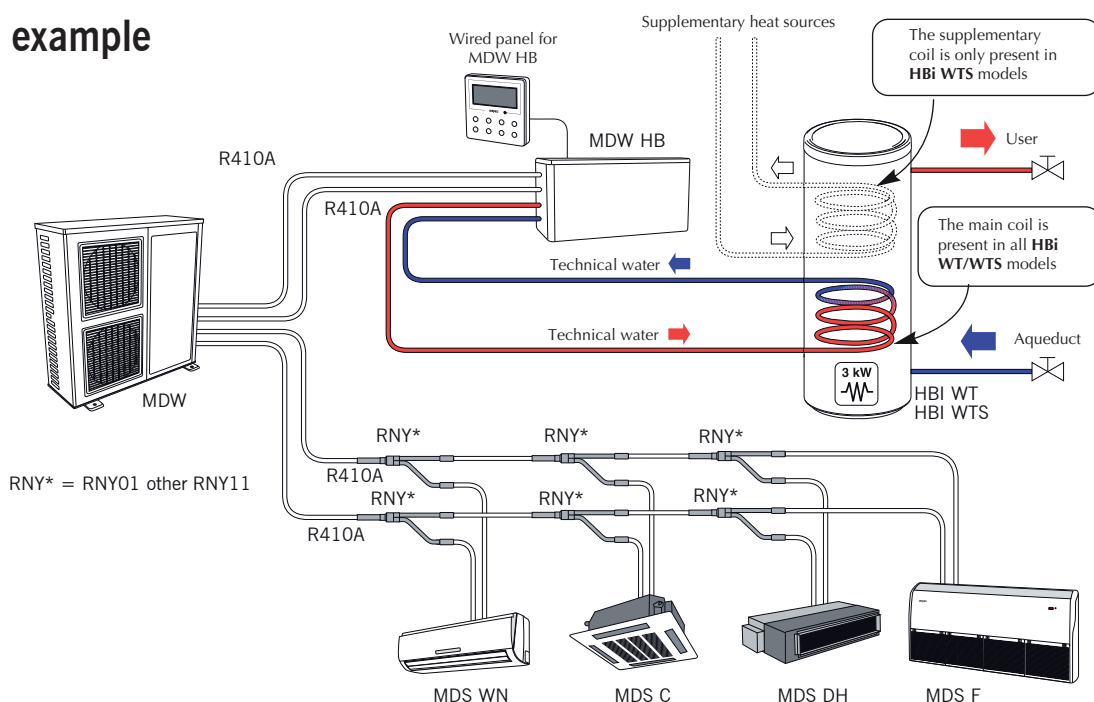 example
Wired panel for
MDW HB
Supplementary heat sources
The supplementary
coil is only present in
HBi WTS models
R410A
MDW HB
User
R410A
The main coil is
present in all HBi
WT/WTS models
Technical water
Technical water
Aqueduct
3 kW
HBI WT
HBI WTS
MDW
RNY*
RNY*
RNY*
R410A
RNY* = RNY01 other RNY11
RNY*
RNY*
RNY*
R410A
MDS WN
MDS C
MDS DH
MDS F